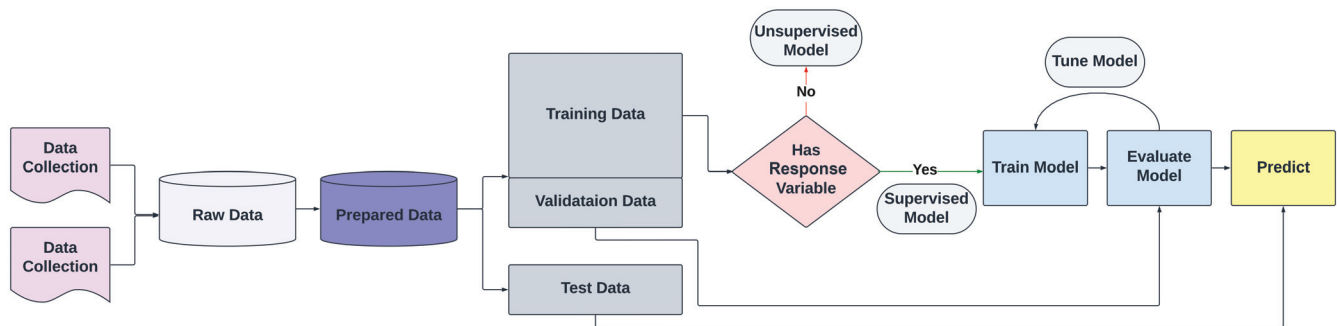 Data
Collection
Data
Collection
Raw Data
Prepared Data
Training Data
Validataion Data
Test Data
Unsupervised
Model
No
Has
Response
Variable
Yes
Supervised
Model
Tune Model
Train Model
Evaluate
Model
Predict